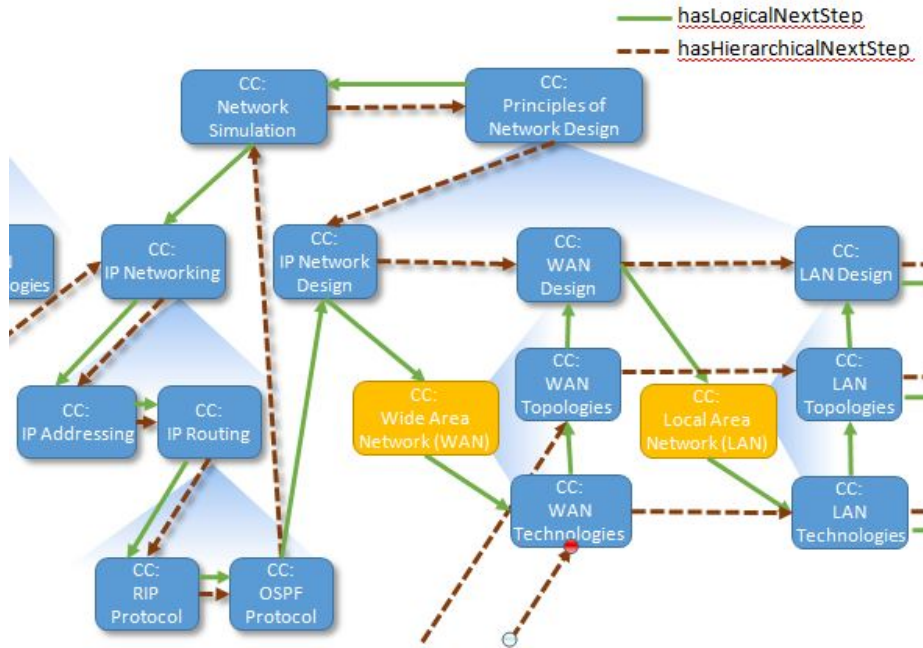 hasLogicalNextStep
hasHierarchicalNextStep
CC:
Network
Simulation
CC:
Principles of
Network Design
ologies
CC:
IP Networking
CC:
IP Network
Design
CC:
WAN
Design
CC:
LAN Design
CC:
IP Addressing
CC:
IP Routing
CC:
Wide Area
Network (WAN)
CC:
WAN
Topologies
CC:
Local Area
Network (LAN)
CC:
LAN
Topologies
CC:
WAN
Technologies
CC:
LAN
Technologies
CC:
RIP
Protocol
CC:
OSPF
Protocol